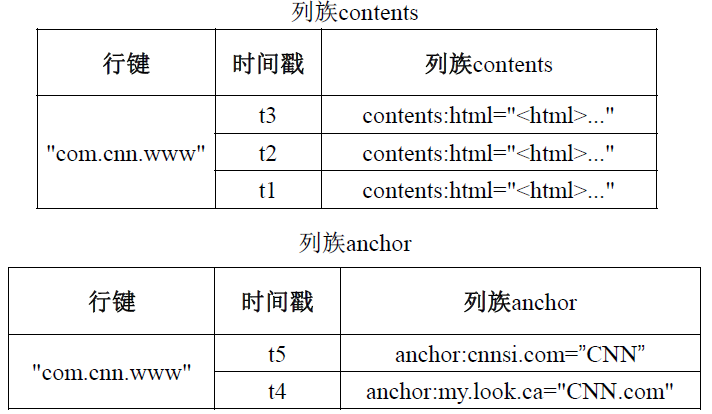 列族contents
行键 时间戳 列族contents
"com.cnn.www" t3 contents:html="<html>..."
t2 contents:html="<html>..."
t1 contents:html="<html>..."
列族anchor
行键 时间戳 列族anchor
"com.cnn.www" t5 anchor:cnnsi.com=”CNN”
t4 anchor:my.look.ca="CNN.com"